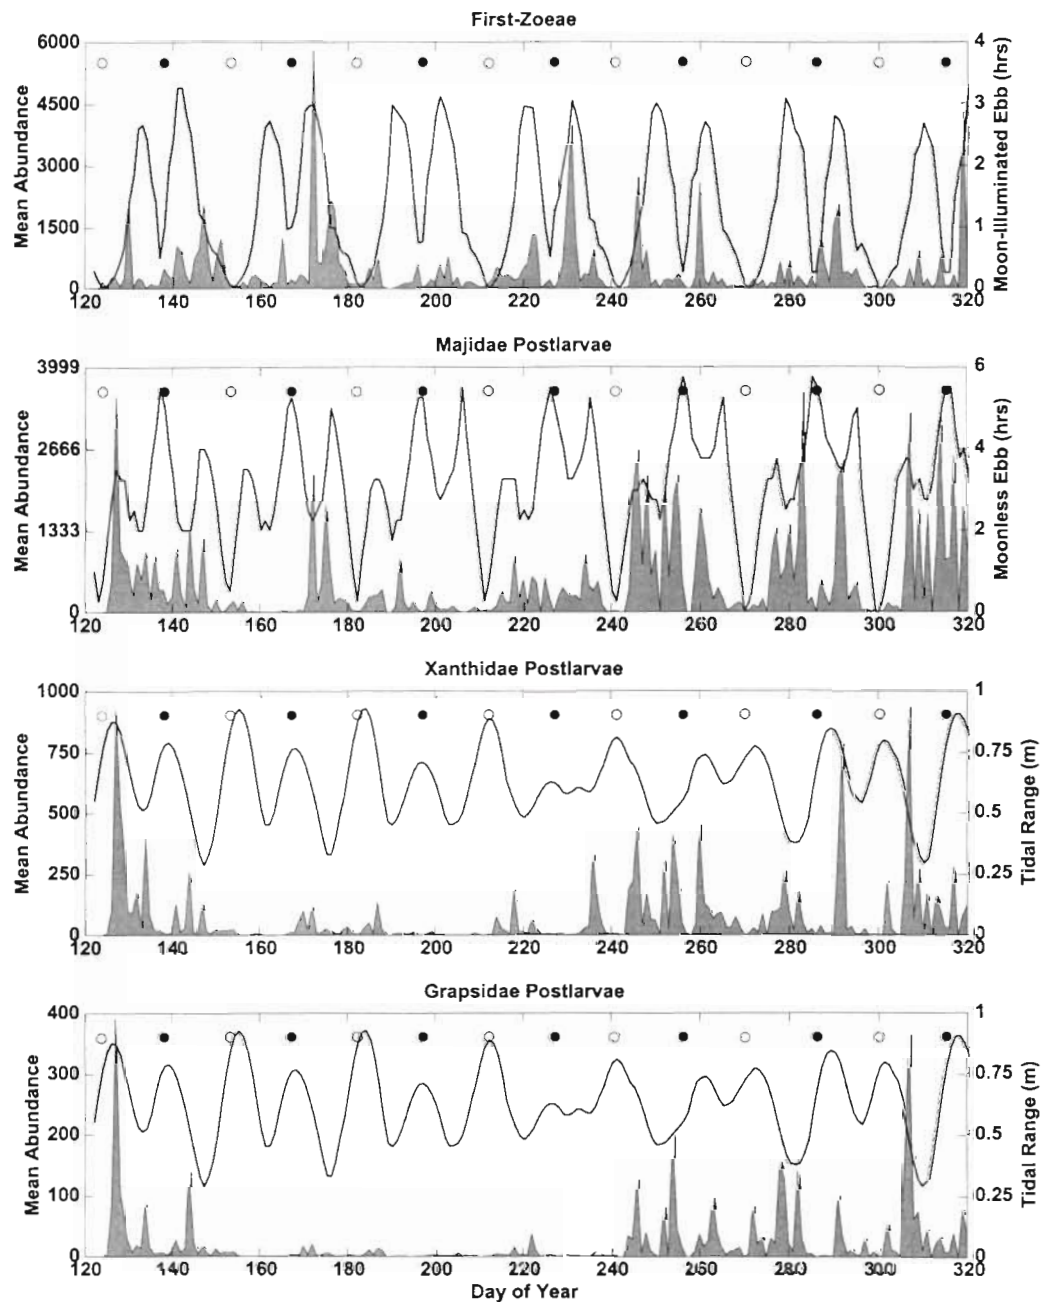 First-Zoeae
6000
4500
3000
1500
0
Mean Abundance
4
3
2
1
0
Moon-Illuminated Ebb (hrs)
120 140 160 180 200 220 240 260 280 300 320
Majidae Postlarvae
3999
2666
1333
0
Mean Abundance
6
4
2
0
Moonless Ebb (hrs)
120 140 160 180 200 220 240 260 280 300 320
Xanthidae Postlarvae
1000
750
500
250
0
Mean Abundance
1
0.75
0.5
0.25
0
Tidal Range (m)
120 140 160 180 200 220 240 260 280 300 320
Grapsidae Postlarvae
400
300
200
100
0
Mean Abundance
1
0.75
0.5
0.25
0
Tidal Range (m)
120 140 160 180 200 220 240 260 280 300 320
Day of Year